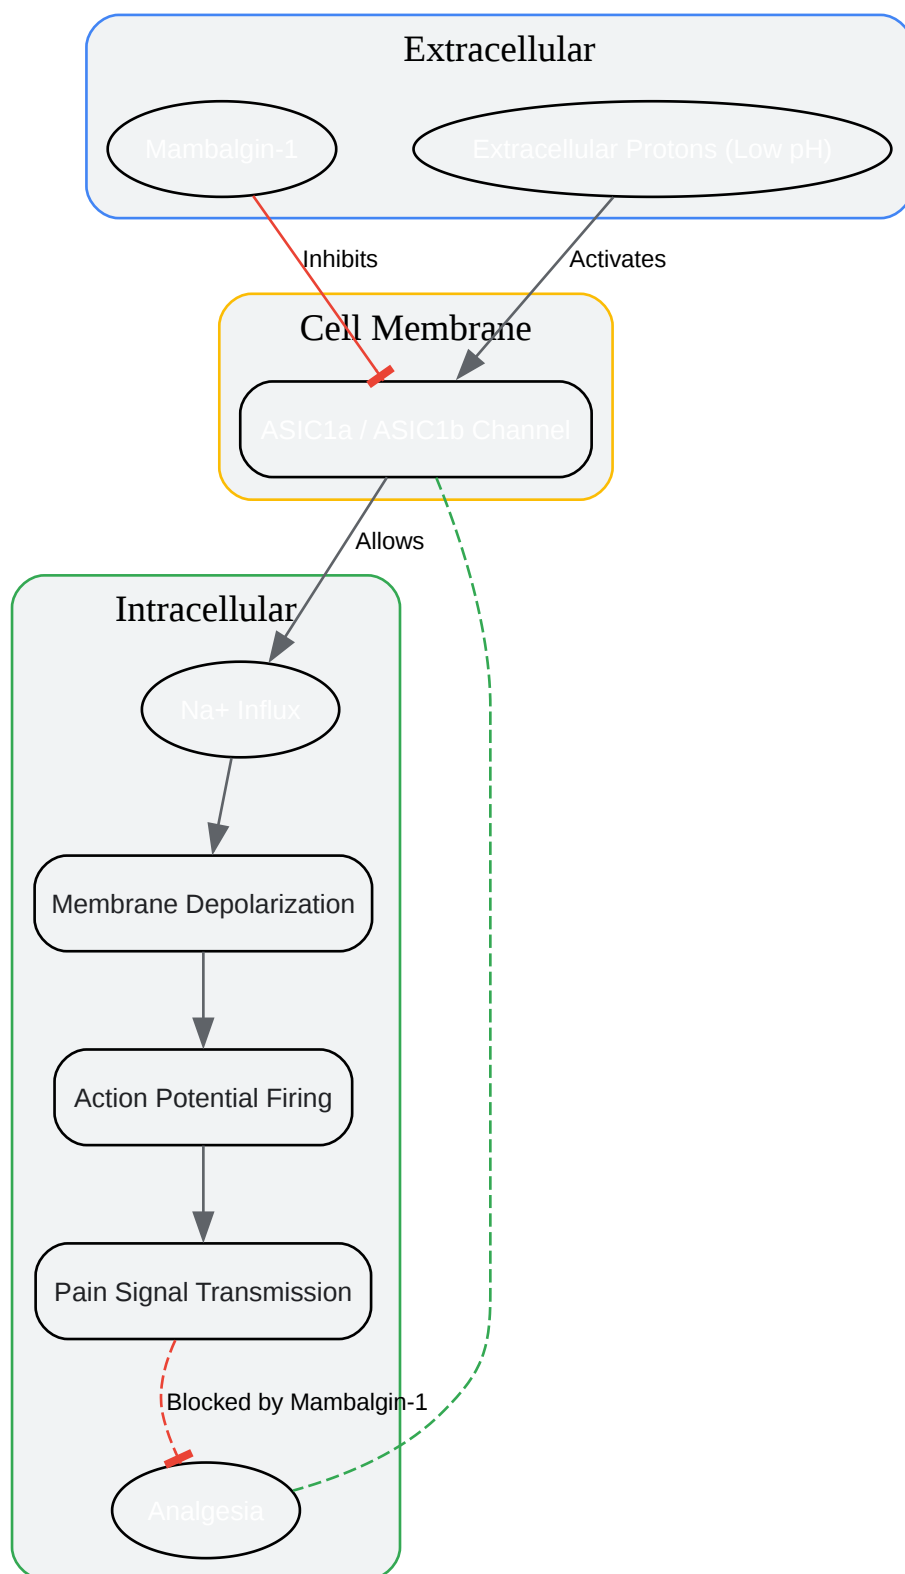 Extracellular
Mambalgin-1
Extracellular Protons (Low pH)
Inhibits
Activates
Cell Membrane
ASIC1a / ASIC1b Channel
Allows
Intracellular
Na+ Influx
Membrane Depolarization
Action Potential Firing
Pain Signal Transmission
Blocked by Mambalgin-1
Analgesia